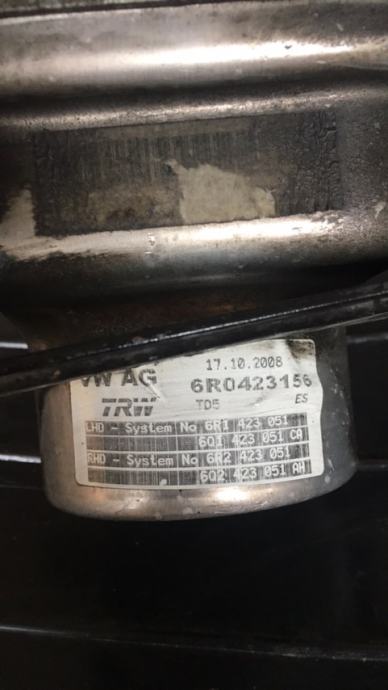 17.10.2008
VW AG 6R0423156
TRW TD5 ES
LHD - System No 6R1 423 051
6Q1 423 051 CA
RHD - System No 6R2 423 051
6Q2 423 051 AH